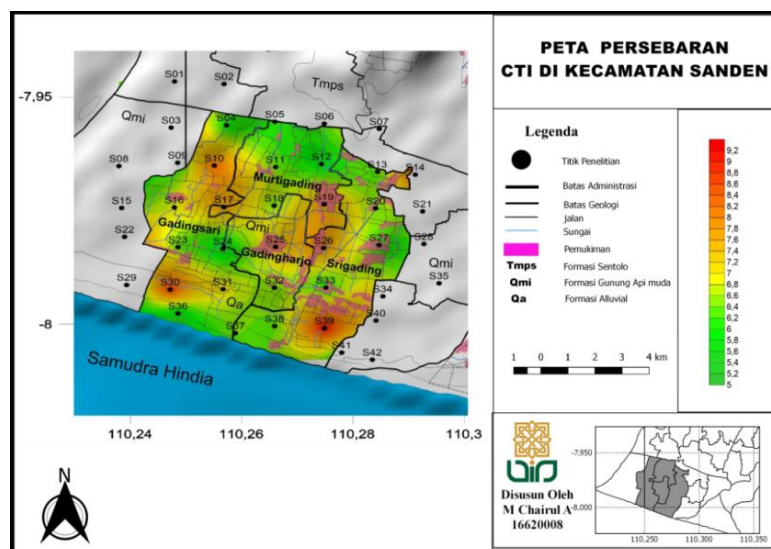 PETA PERSEBARAN
CTI DI KECAMATAN SANDEN
-7,95
-8
110,24
110,26
110,28
110,3
S01
S02
Tmps
S03
Qmi
S04
S05
S06
S07
S08
S09
S10
S11
S12
S13
S14
Murtigading
S15
S16
S17
S18
S19
S20
S21
Gadingsari
Qmi
S22
S23
S24
S25
S26
S27
S28
Gadingharjo
Srigading
Qmi
S29
S30
S31
S32
S33
S34
S35
Qa
S36
S37
S38
S39
S40
S41
S42
Samudra Hindia
N
Legenda
Titik Penelitian
Batas Administrasi
Batas Geologi
Jalan
Sungai
Pemukiman
Tmps Formasi Sentolo
Qmi Formasi Gunung Api muda
Qa Formasi Alluvial
1 0 1 2 3 4 km
9,2
9
8,8
8,6
8,4
8,2
8
7,8
7,6
7,4
7,2
7
6,8
6,6
6,4
6,2
6
5,8
5,6
5,4
5,2
5
Disusun Oleh
M Chairul A
16620008
-7.950
-8.000
110.250
110.300
110.350